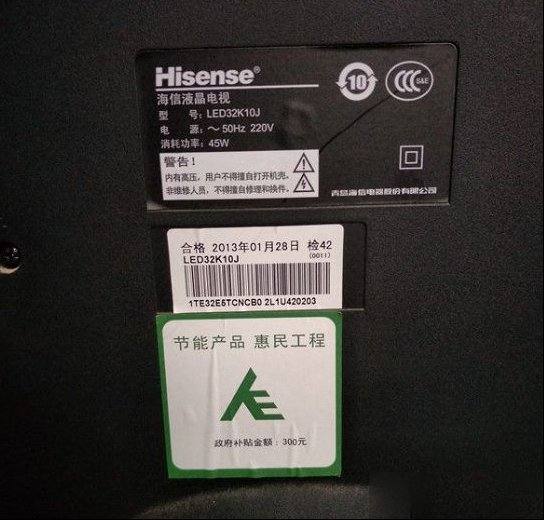 Hisense®
海信液晶电视
型 号: LED32K10J
电 源: ～50Hz 220V
消耗功率: 45W
警告!
内有高压, 用户不得擅自打开机壳。
非维修人员, 不得擅自修理和换件。
10
CCC S&E
青岛海信电器股份有限公司
合格 2013年01月28日 检42
LED32K10J (0011)
1TE32E5TCNCB0 2L1U420203
节能产品 惠民工程
政府补贴金额: 300元